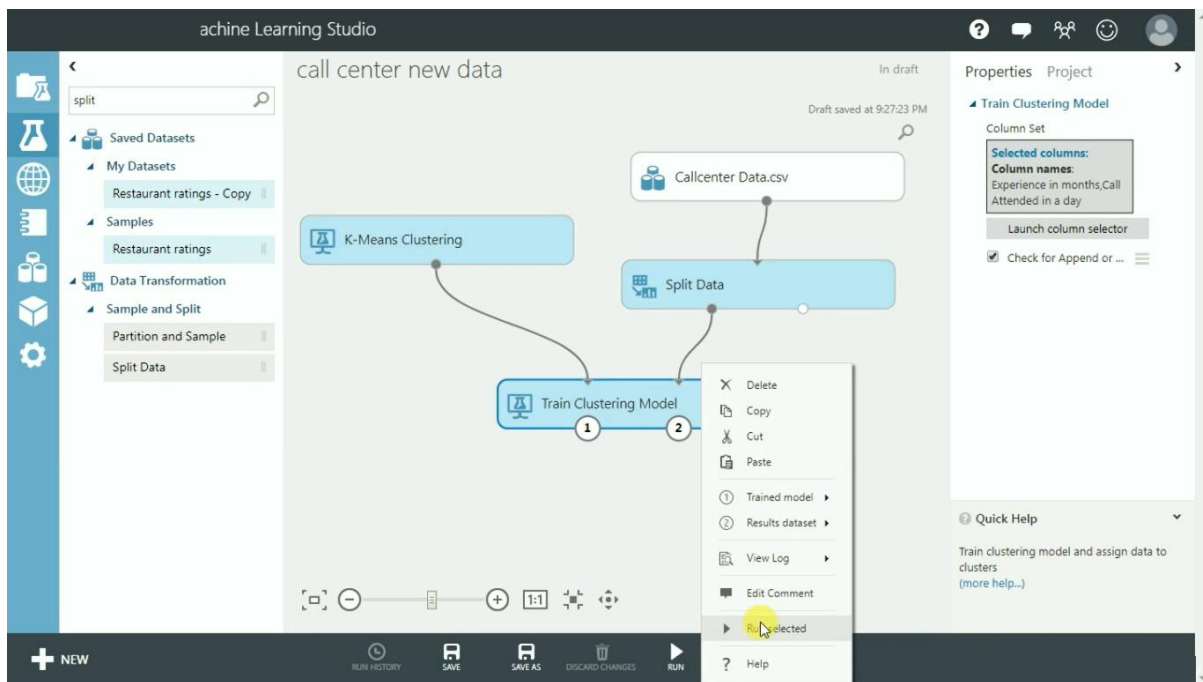 achine Learning Studio
?
split
Saved Datasets
My Datasets
Restaurant ratings - Copy
Samples
Restaurant ratings
Data Transformation
Sample and Split
Partition and Sample
Split Data
call center new data
In draft
Draft saved at 9:27:23 PM
Callcenter Data.csv
K-Means Clustering
Split Data
Train Clustering Model
1
2
Delete
Copy
Cut
Paste
1 Trained model
2 Results dataset
View Log
Edit Comment
selected
? Help
1:1
Properties Project
Train Clustering Model
Column Set
Selected columns:
Column names:
Experience in months,Call
Attended in a day
Launch column selector
Check for Append or ...
Quick Help
Train clustering model and assign data to
clusters
(more help...)
NEW
RUN HISTORY
SAVE
SAVE AS
DISCARD CHANGES
RUN